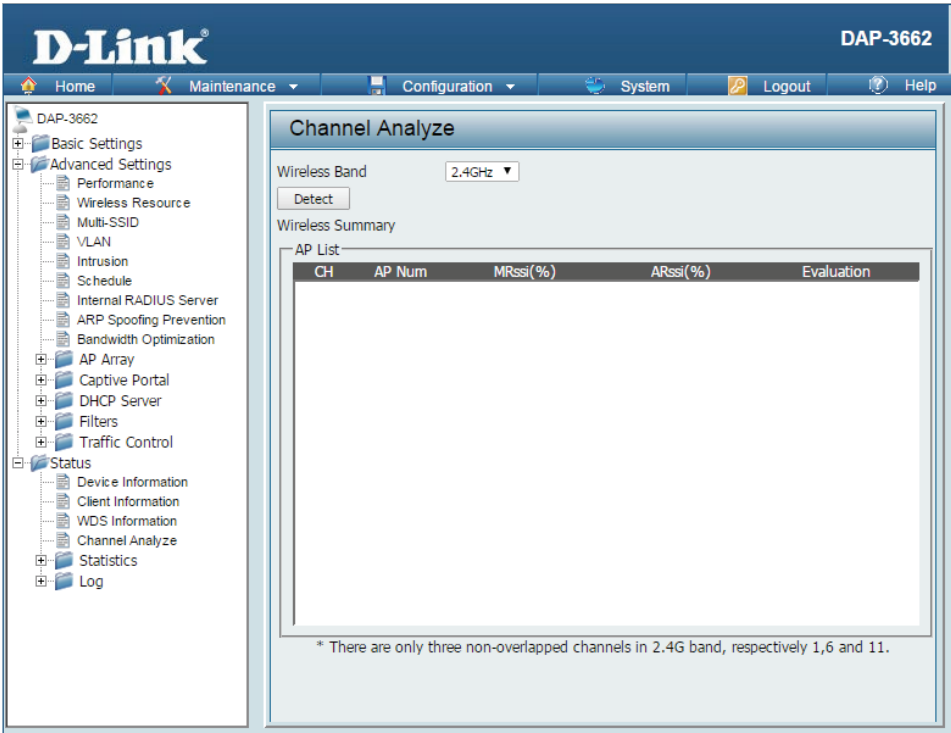 D-Link®
DAP-3662
Home Maintenance Configuration System Logout Help
DAP-3662
Basic Settings
Advanced Settings
Performance
Wireless Resource
Multi-SSID
VLAN
Intrusion
Schedule
Internal RADIUS Server
ARP Spoofing Prevention
Bandwidth Optimization
AP Array
Captive Portal
DHCP Server
Filters
Traffic Control
Status
Device Information
Client Information
WDS Information
Channel Analyze
Statistics
Log
Channel Analyze
Wireless Band 2.4GHz
Detect
Wireless Summary
AP List
CH AP Num MRssi(%) ARssi(%) Evaluation
* There are only three non-overlapped channels in 2.4G band, respectively 1,6 and 11.